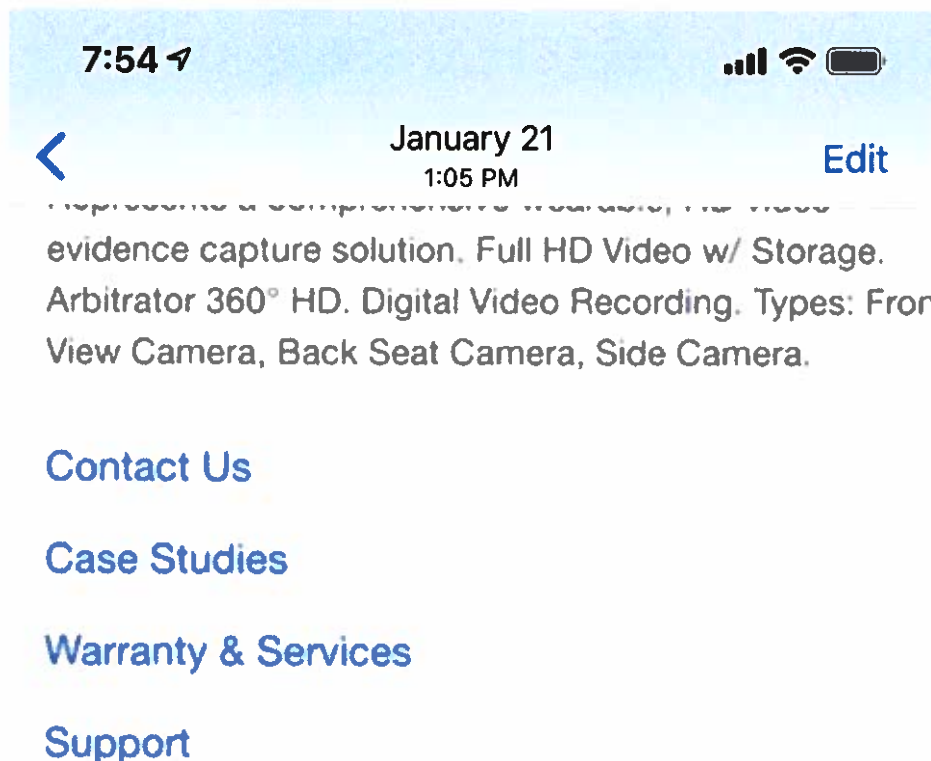 7:54
January 21
1:05 PM
Edit
evidence capture solution. Full HD Video w/ Storage.
Arbitrator 360° HD. Digital Video Recording. Types: Fron
View Camera, Back Seat Camera, Side Camera.
Contact Us
Case Studies
Warranty & Services
Support